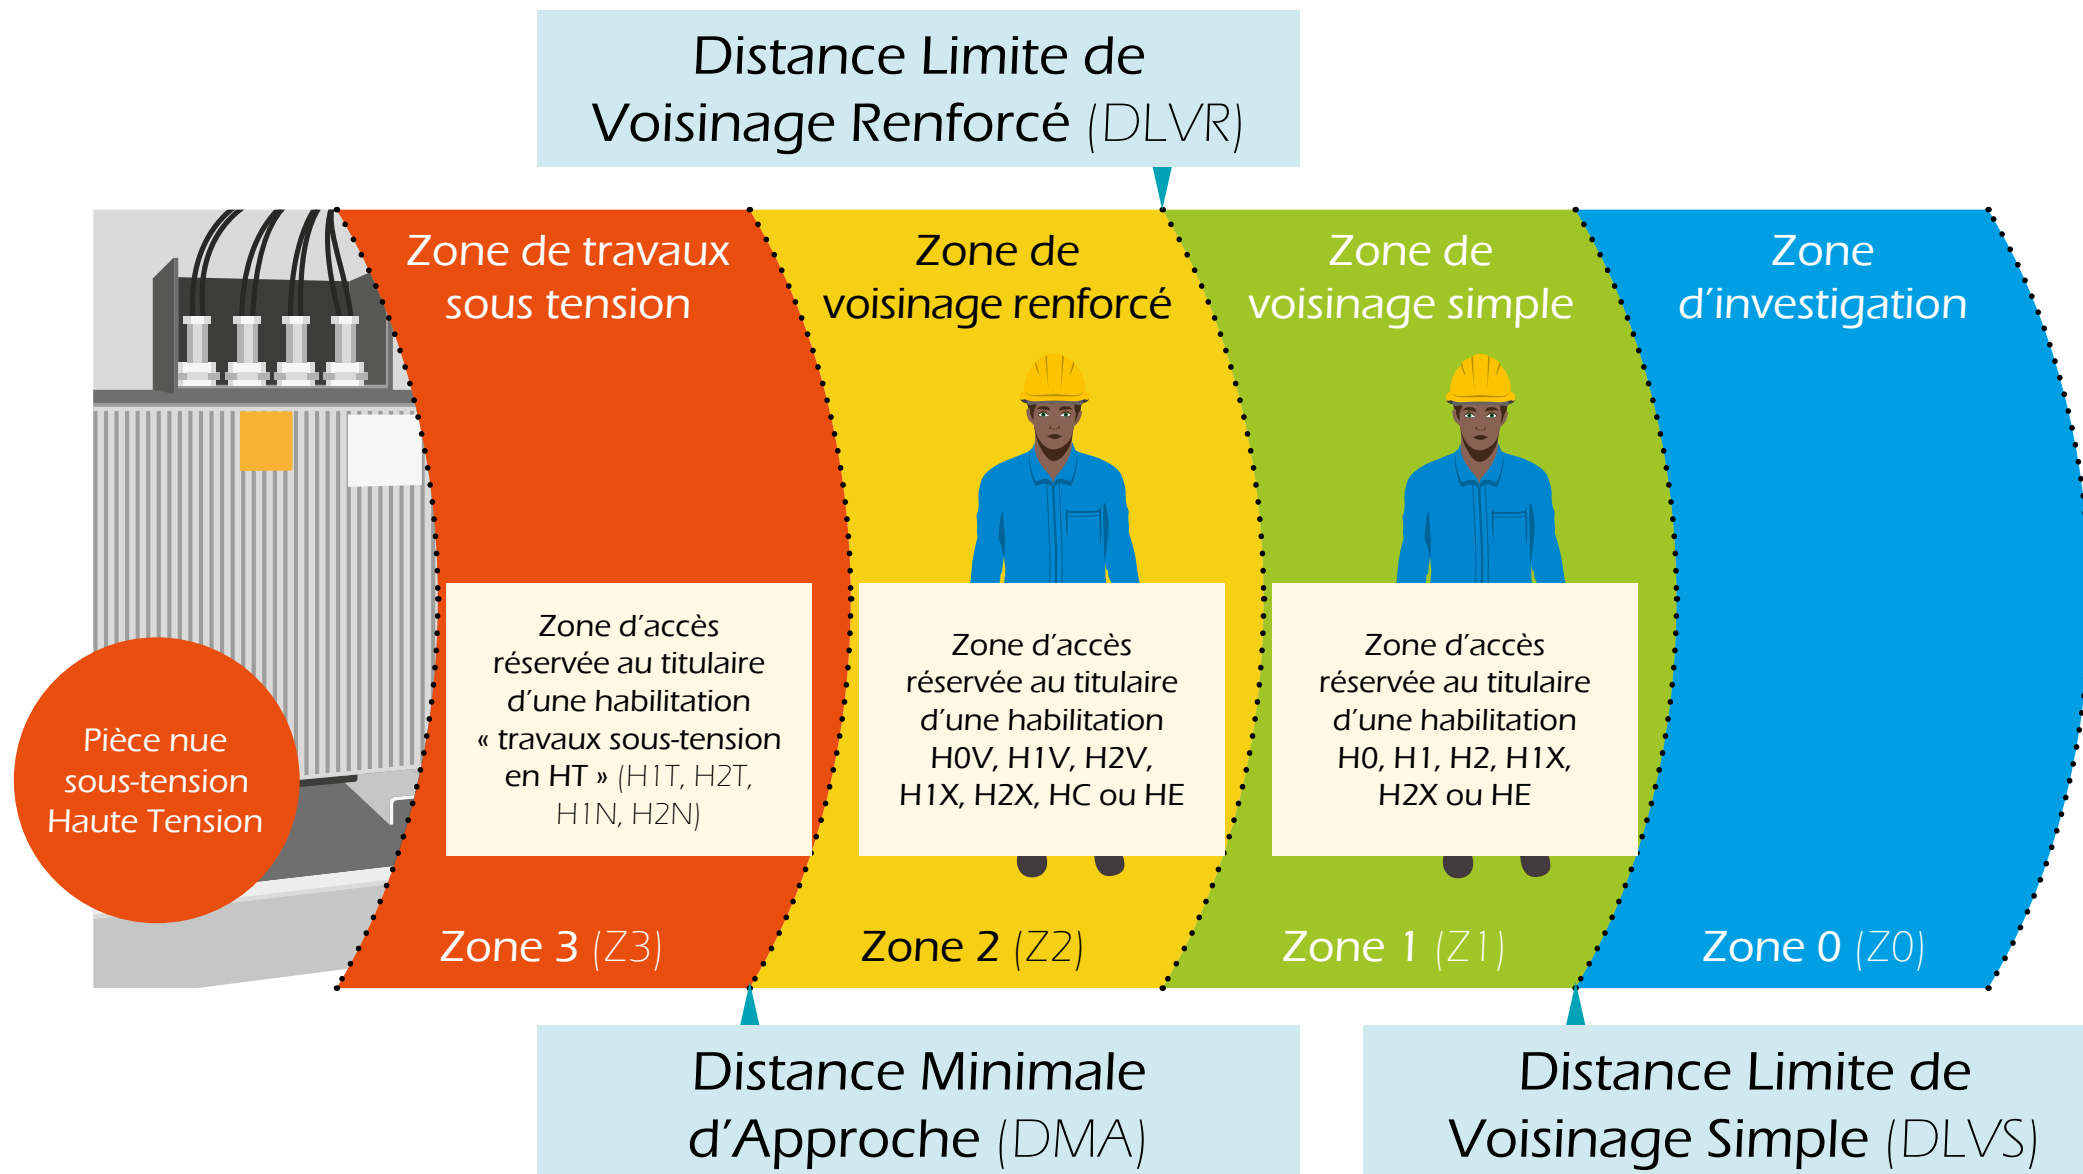 Distance Limite de
Voisinage Renforcé (DLVR)
Zone de travaux
sous tension
Zone de
voisinage renforcé
Zone de
voisinage simple
Zone
d’investigation
Pièce nue
sous-tension
Haute Tension
Zone d’accès
réservée au titulaire
d’une habilitation
« travaux sous-tension
en HT » (H1T, H2T,
H1N, H2N)
Zone d’accès
réservée au titulaire
d’une habilitation
H0V, H1V, H2V,
H1X, H2X, HC ou HE
Zone d’accès
réservée au titulaire
d’une habilitation
H0, H1, H2, H1X,
H2X ou HE
Zone 3 (Z3)
Zone 2 (Z2)
Zone 1 (Z1)
Zone 0 (Z0)
Distance Minimale
d’Approche (DMA)
Distance Limite de
Voisinage Simple (DLVS)